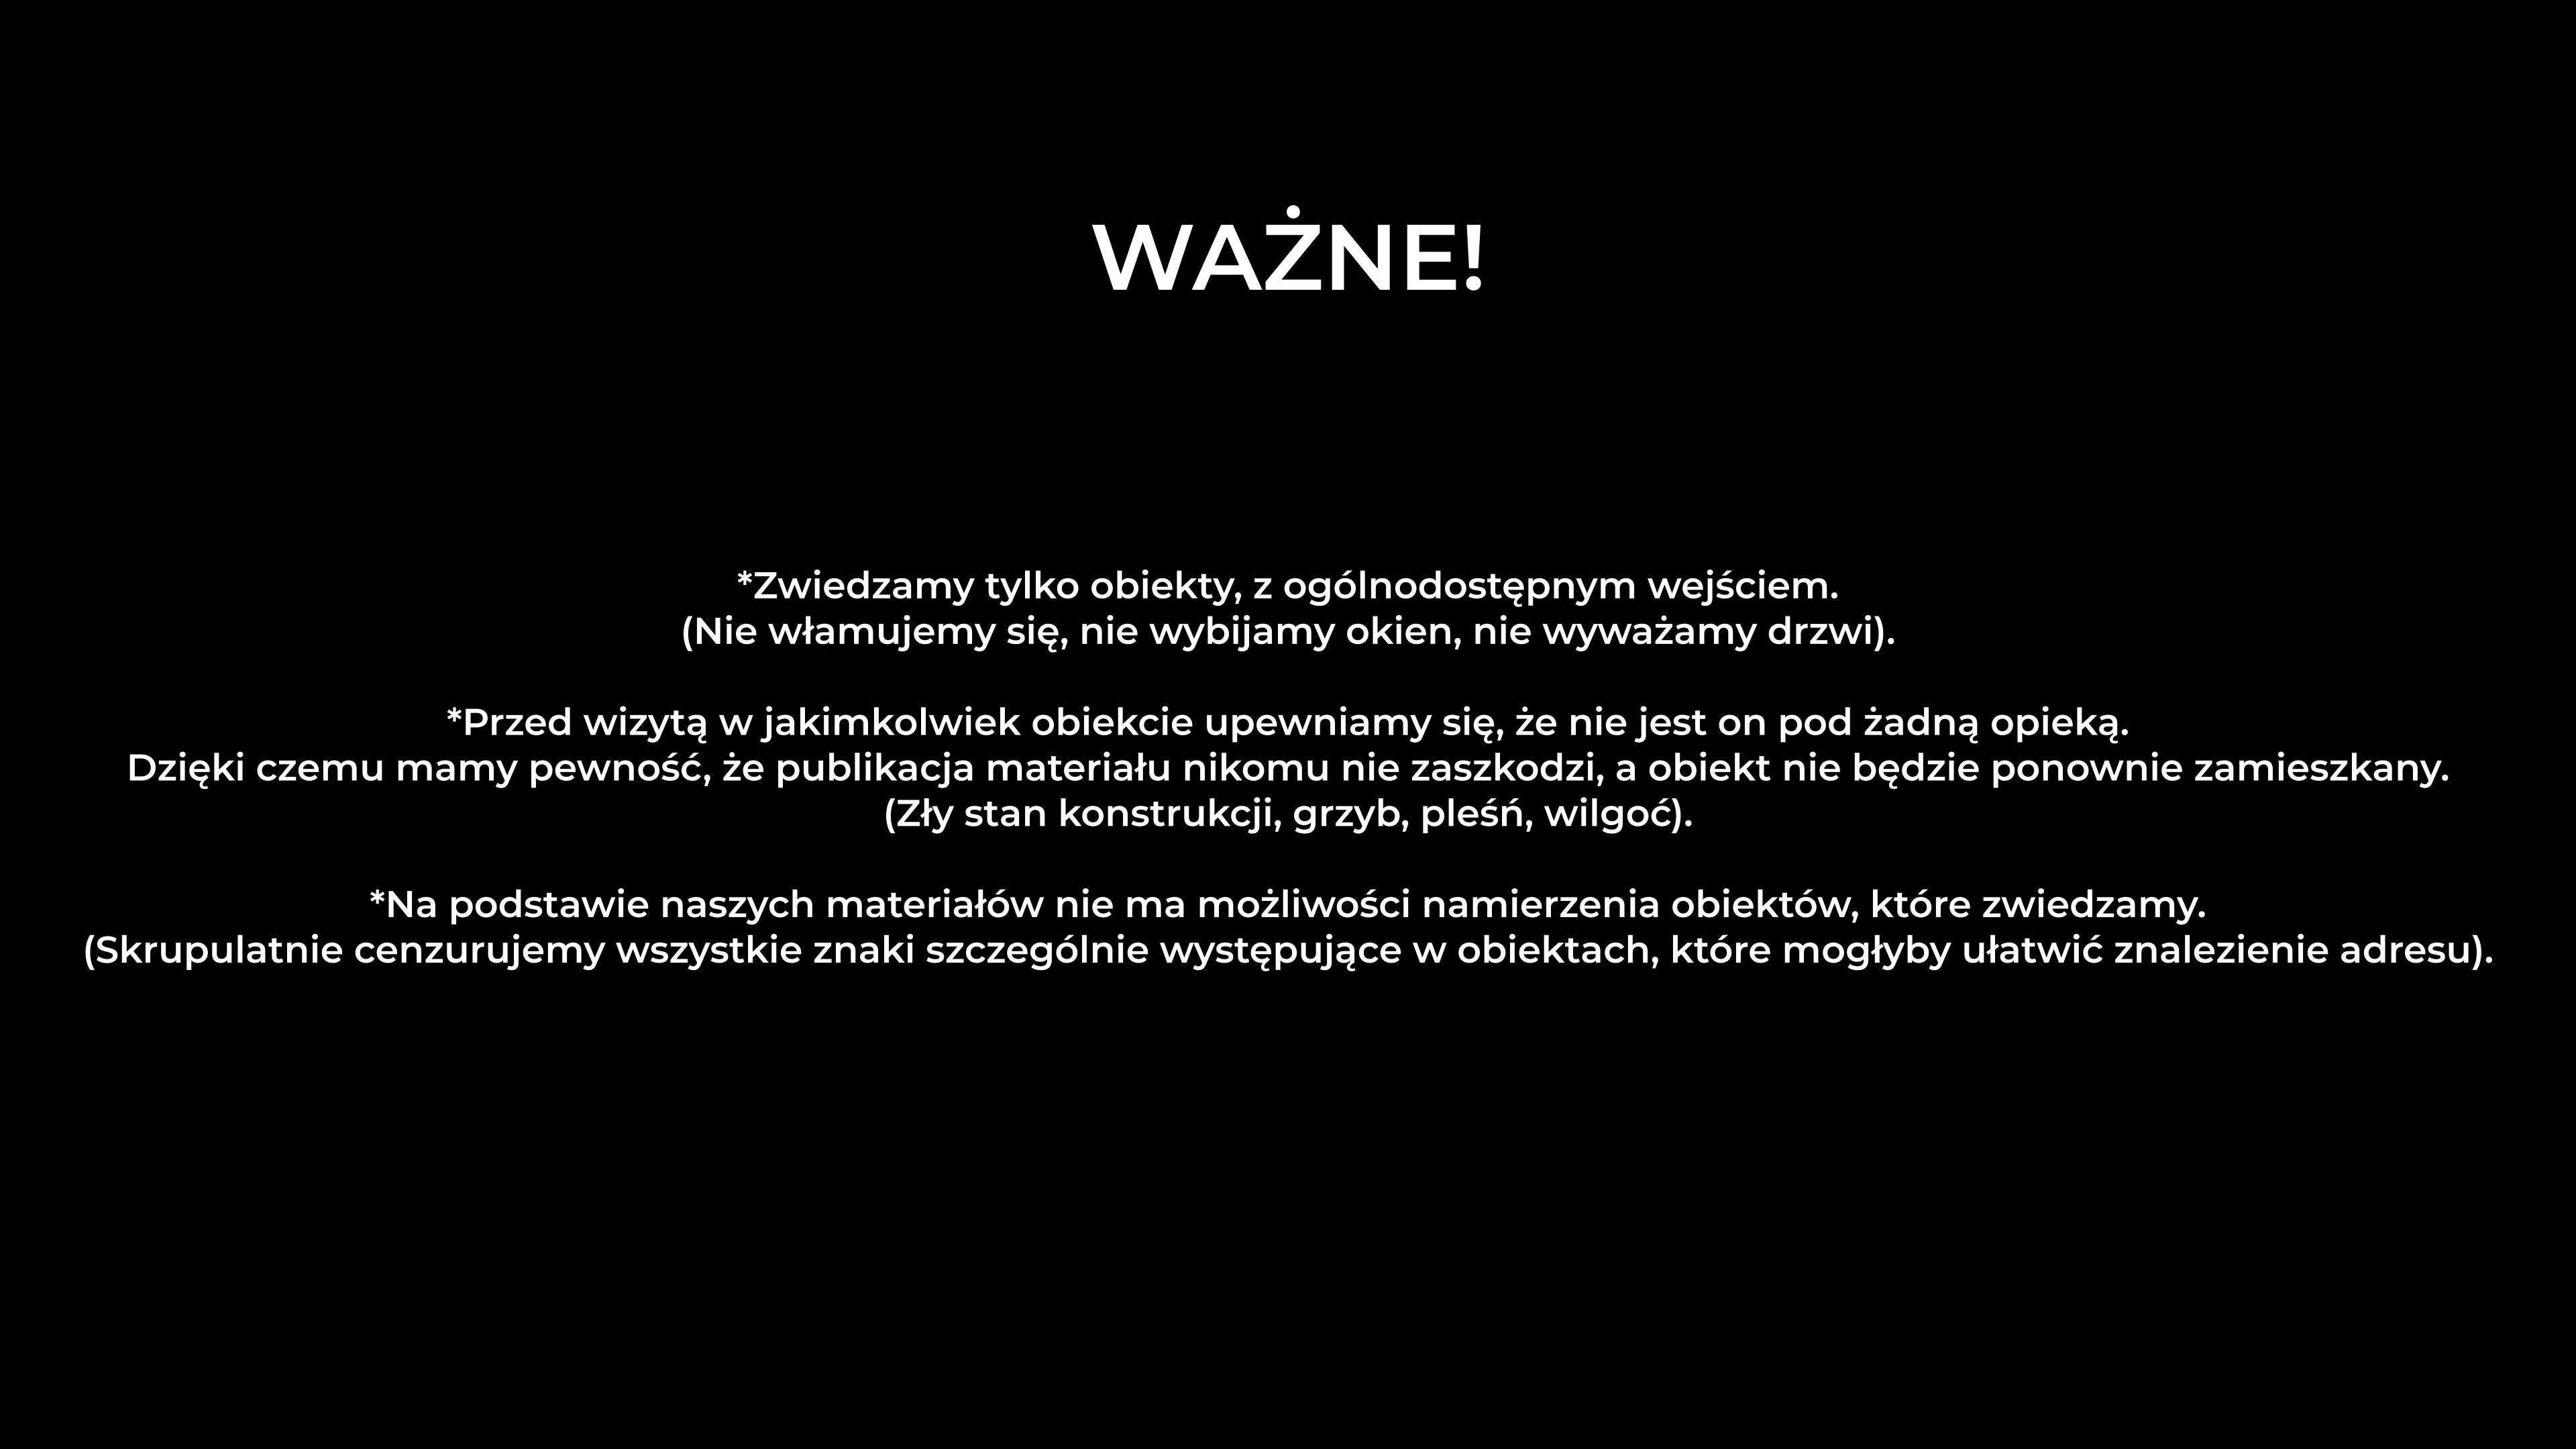 WAŻNE!
*Zwiedzamy tylko obiekty, z ogólnodostępnym wejściem.
(Nie włamujemy się, nie wybijamy okien, nie wyważamy drzwi).
*Przed wizytą w jakimkolwiek obiekcie upewniamy się, że nie jest on pod żadną opieką.
Dzięki czemu mamy pewność, że publikacja materiału nikomu nie zaszkodzi, a obiekt nie będzie ponownie zamieszkany.
(Zły stan konstrukcji, grzyb, pleśń, wilgoć).
*Na podstawie naszych materiałów nie ma możliwości namierzenia obiektów, które zwiedzamy.
(Skrupulatnie cenzurujemy wszystkie znaki szczególnie występujące w obiektach, które mogłyby ułatwić znalezienie adresu).